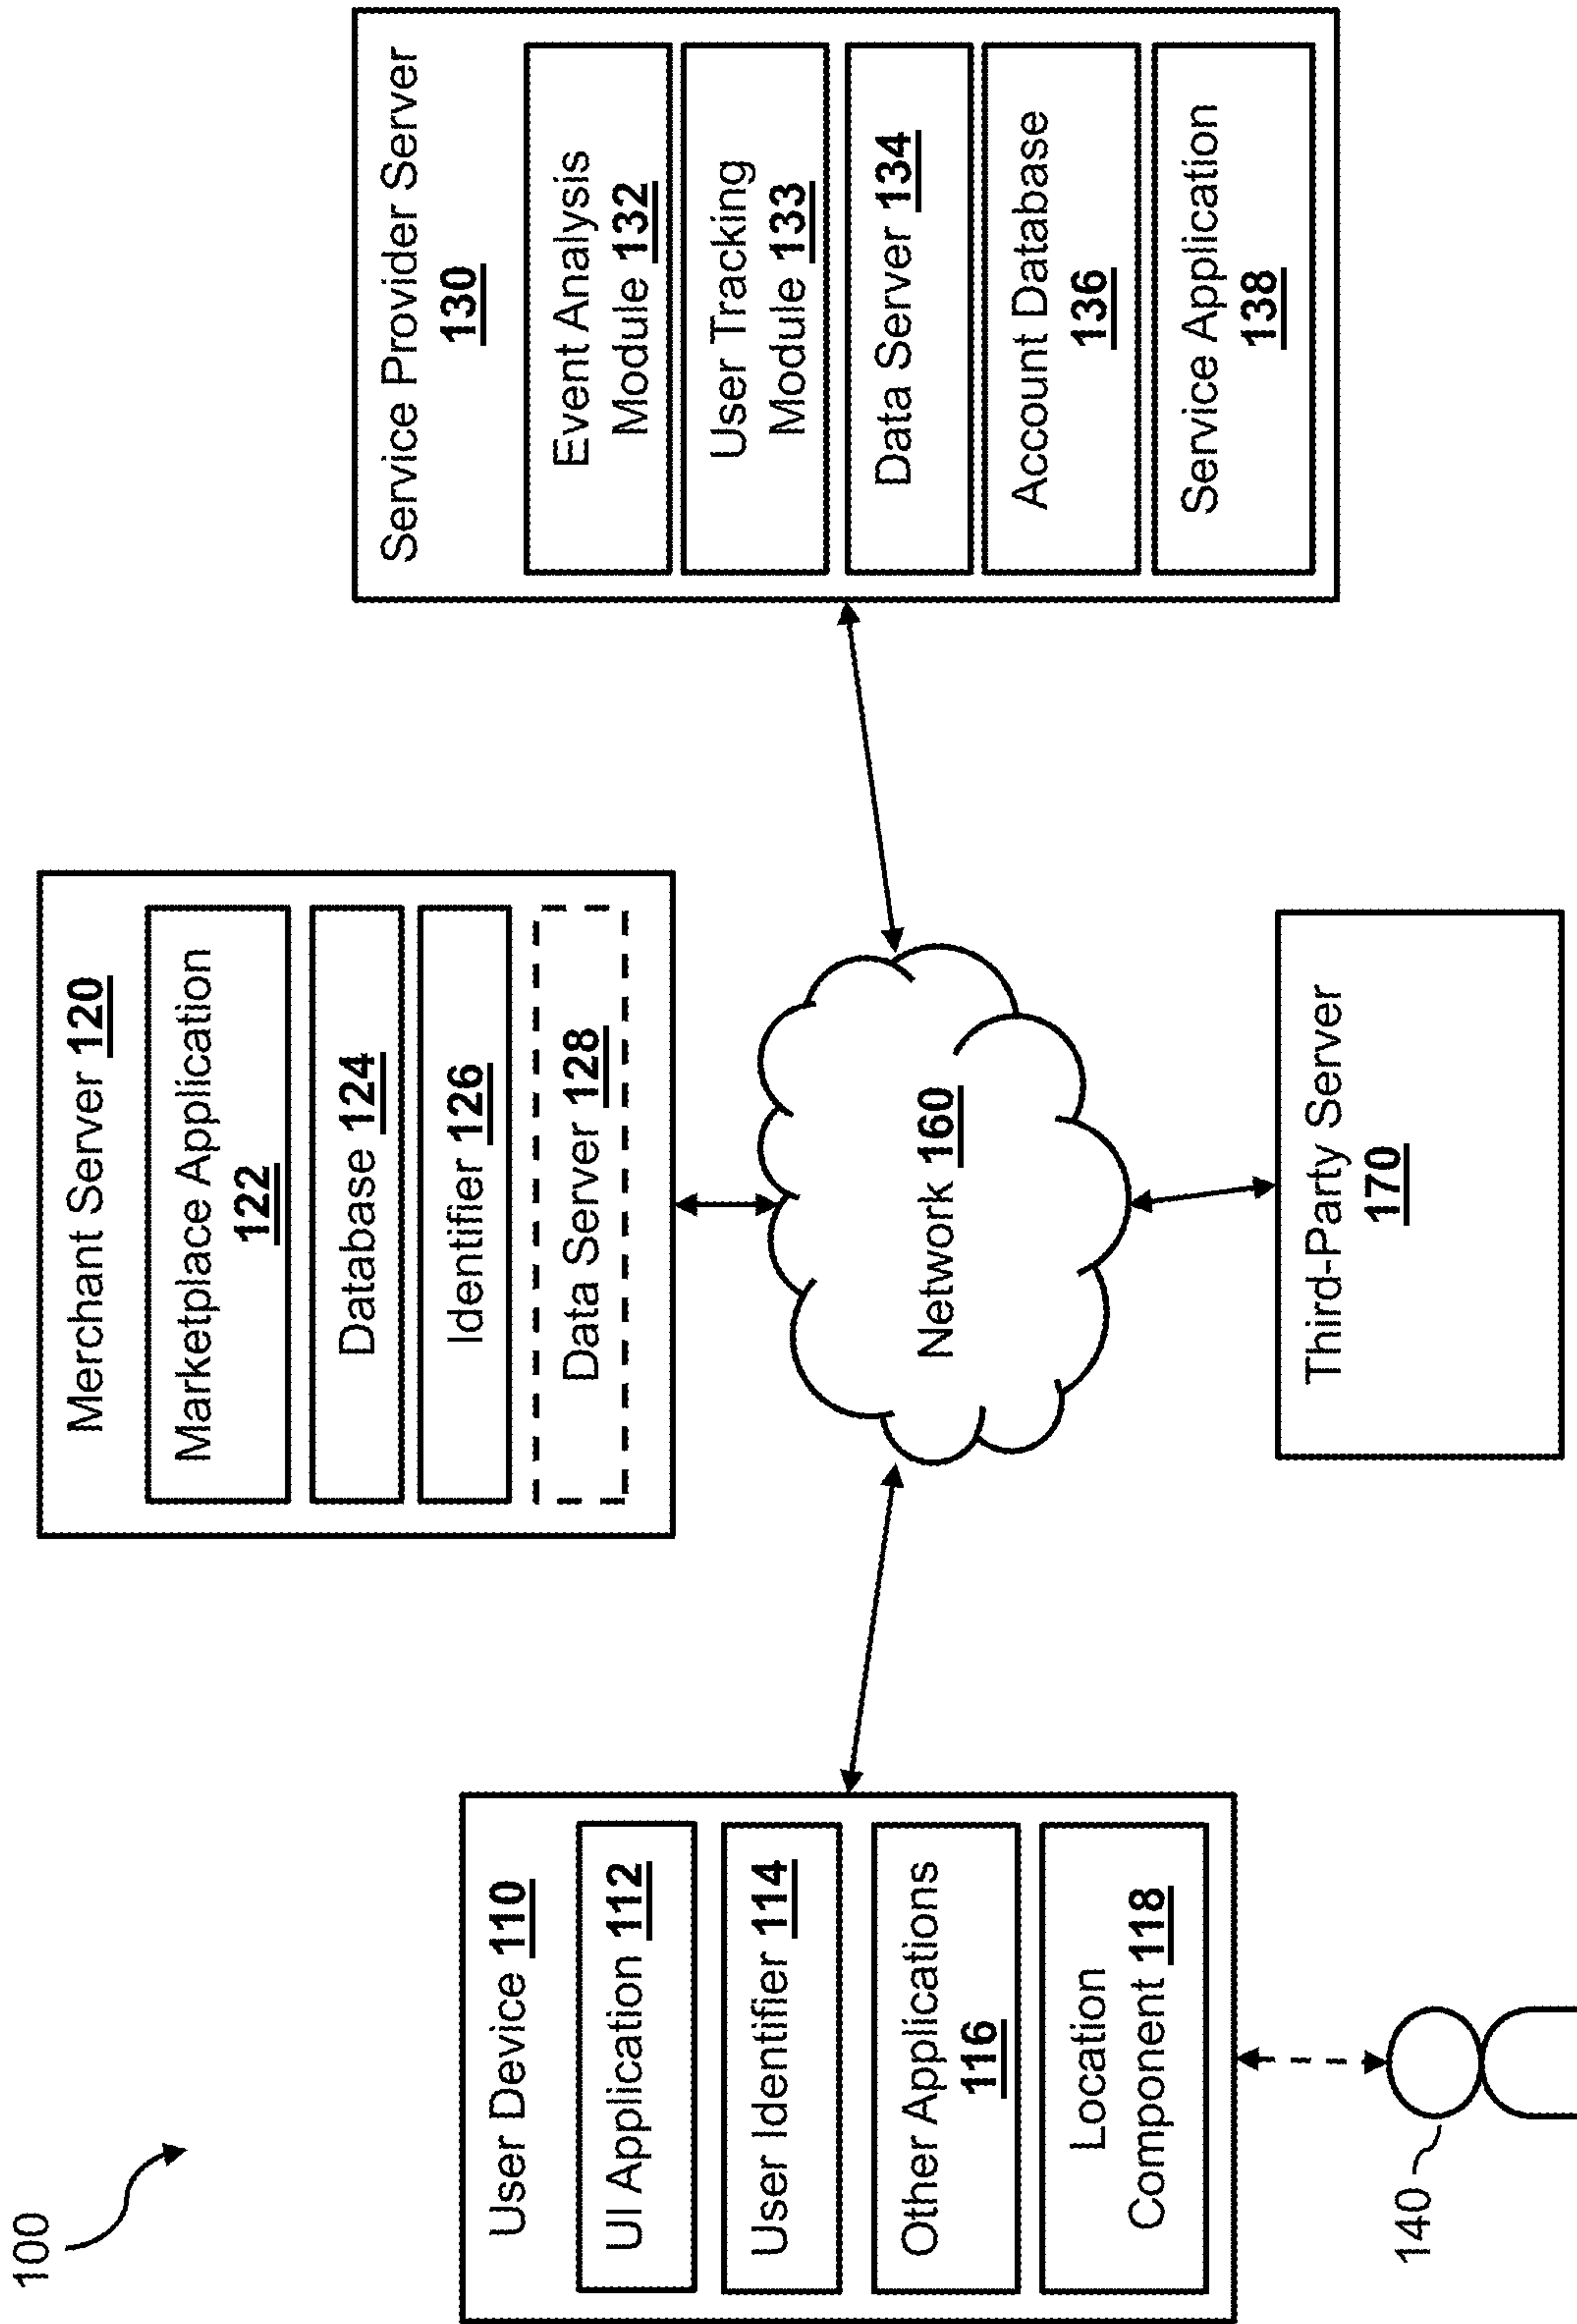 100
User Device 110
UI Application 112
User Identifier 114
Other Applications
116
Location
Component 118
140
Merchant Server 120
Marketplace Application
122
Database 124
Identifier 126
Data Server 128
Network 160
Third-Party Server
170
Service Provider Server
130
Event Analysis
Module 132
User Tracking
Module 133
Data Server 134
Account Database
136
Service Application
138